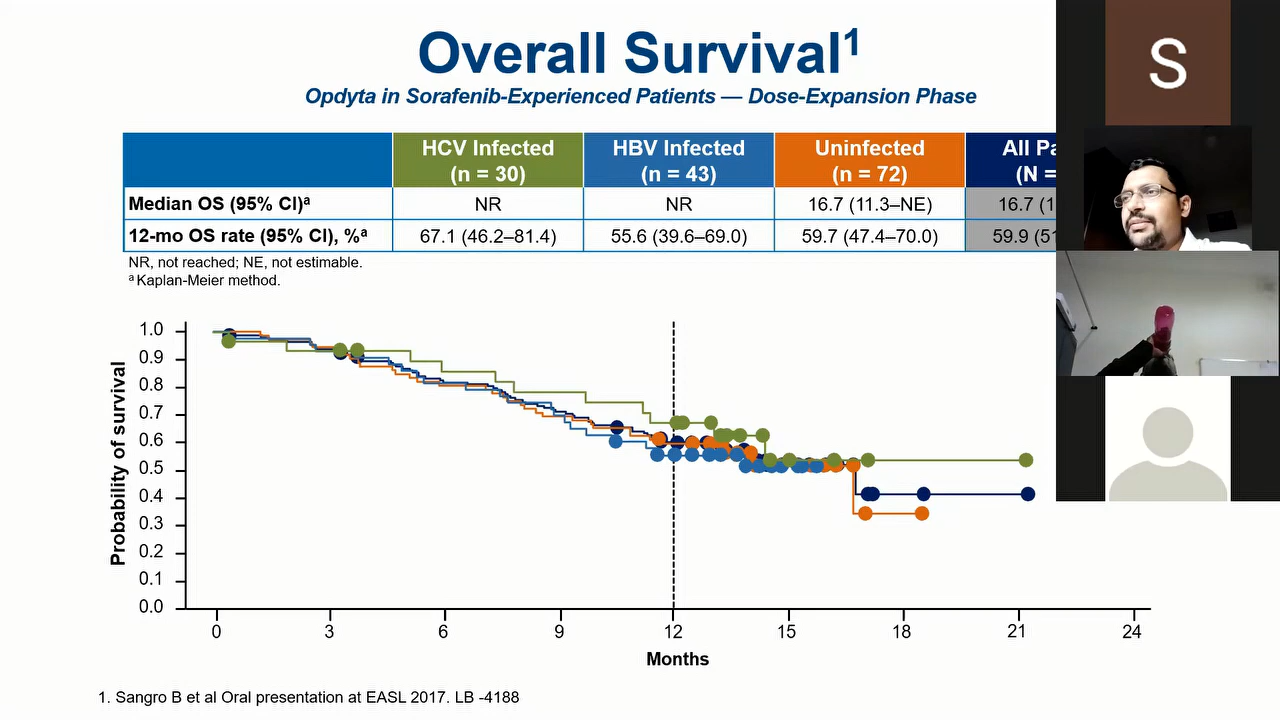 Overall Survival1
Opdyta in Sorafenib-Experienced Patients — Dose-Expansion Phase
HCV Infected (n = 30) HBV Infected (n = 43) Uninfected (n = 72) All (N =
Median OS (95% CI)a NR NR 16.7 (11.3–NE) 16.7
12-mo OS rate (95% CI), %a 67.1 (46.2–81.4) 55.6 (39.6–69.0) 59.7 (47.4–70.0) 59.9
NR, not reached; NE, not estimable.
a Kaplan-Meier method.
Probability of survival
1.0
0.9
0.8
0.7
0.6
0.5
0.4
0.3
0.2
0.1
0.0
0 3 6 9 12 15 18 21 24
Months
1. Sangro B et al Oral presentation at EASL 2017. LB -4188
S